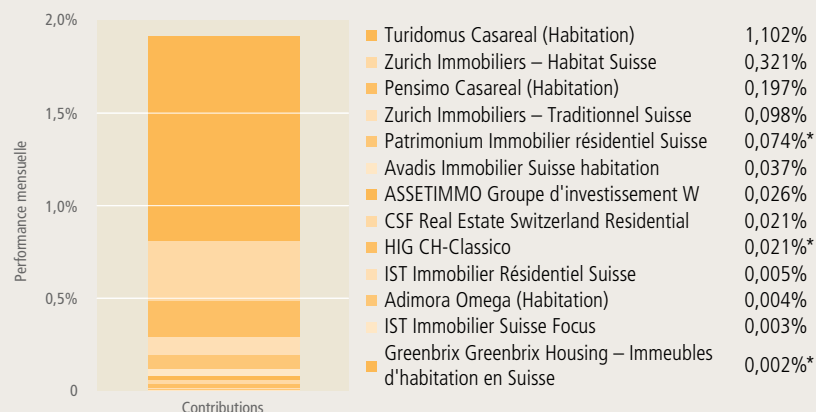 2,0%
1,5%
1,0%
0,5%
0
Performance mensuelle
Contributions
Turidomus Casareal (Habitation) 1,102%
Zurich Immobiliers – Habitat Suisse 0,321%
Pensimo Casareal (Habitation) 0,197%
Zurich Immobiliers – Traditionnel Suisse 0,098%
Patrimonium Immobilier résidentiel Suisse 0,074%*
Avadis Immobilier Suisse habitation 0,037%
ASSETIMMO Groupe d'investissement W 0,026%
CSF Real Estate Switzerland Residential 0,021%
HIG CH-Classico 0,021%*
IST Immobilier Résidentiel Suisse 0,005%
Adimora Omega (Habitation) 0,004%
IST Immobilier Suisse Focus 0,003%
Greenbrix Greenbrix Housing – Immeubles
d'habitation en Suisse 0,002%*